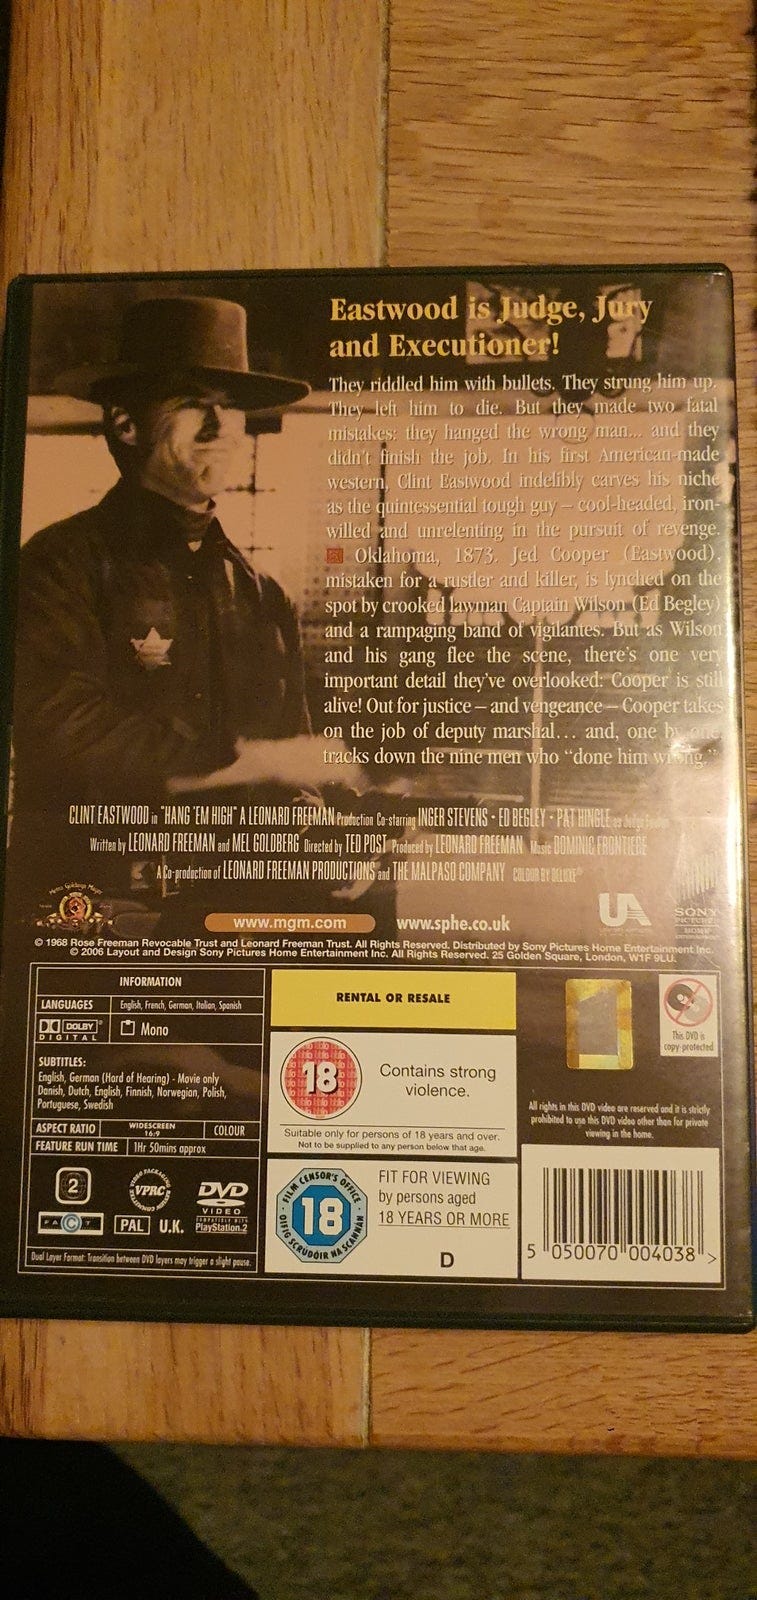 Eastwood is Judge, Jury
and Executioner!
They riddled him with bullets. They strung him up.
They left him to die. But they made two fatal
mistakes: they hanged the wrong man... and they
didn't finish the job. In his first American-made
western, Clint Eastwood indelibly carves his niche
as the quintessential tough guy – cool-headed, iron-
willed and unrelenting in the pursuit of revenge.
Oklahoma, 1873. Jed Cooper (Eastwood),
mistaken for a rustler and killer, is lynched on the
spot by crooked lawman Captain Wilson (Ed Begley)
and a rampaging band of vigilantes. But as Wilson
and his gang flee the scene, there's one very
important detail they've overlooked: Cooper is still
alive! Out for justice – and vengeance – Cooper takes
on the job of deputy marshal... and, one by one,
tracks down the nine men who “done him wrong.”
CLINT EASTWOOD in "HANG 'EM HIGH" A LEONARD FREEMAN Production Co-starring INGER STEVENS • ED BEGLEY • PAT HINGLE as Judge
Written by LEONARD FREEMAN and MEL GOLDBERG Directed by TED POST Produced by LEONARD FREEMAN Music DOMINIC FRONTIERE
A Co-production of LEONARD FREEMAN PRODUCTIONS and THE MALPASO COMPANY COLOUR BY DELUXE®
Metro Goldwyn Mayer
www.mgm.com www.sphe.co.uk
UA
SONY
PICTURES
HOME
© 1968 Rose Freeman Revocable Trust and Leonard Freeman Trust. All Rights Reserved. Distributed by Sony Pictures Home Entertainment Inc.
© 2006 Layout and Design Sony Pictures Home Entertainment Inc. All Rights Reserved. 25 Golden Square, London, W1F 9LU.
INFORMATION
LANGUAGES English, French, German, Italian, Spanish
DOLBY
DIGITAL
Mono
SUBTITLES:
English, German (Hard of Hearing) - Movie only
Danish, Dutch, English, Finnish, Norwegian, Polish,
Portuguese, Swedish
ASPECT RATIO WIDESCREEN 16:9 COLOUR
FEATURE RUN TIME 1Hr 50mins approx
2
VIDEO PACKAGING REVIEW COMMITTEE
VPRC
DVD
VIDEO
COMPATIBLE WITH
PlayStation.2
FACT
PAL
U.K.
Dual Layer Format: Transition between DVD layers may trigger a slight pause.
RENTAL OR RESALE
18
Contains strong
violence.
Suitable only for persons of 18 years and over.
Not to be supplied to any person below that age.
FILM CENSOR'S OFFICE
18
OIFIG SCRÚDÓIR NA SCANNÁN
FIT FOR VIEWING
by persons aged
18 YEARS OR MORE
D
This DVD is
copy-protected
All rights in this DVD video are reserved and it is strictly
prohibited to use this DVD video other than for private
viewing in the home.
5 050070 004038 >